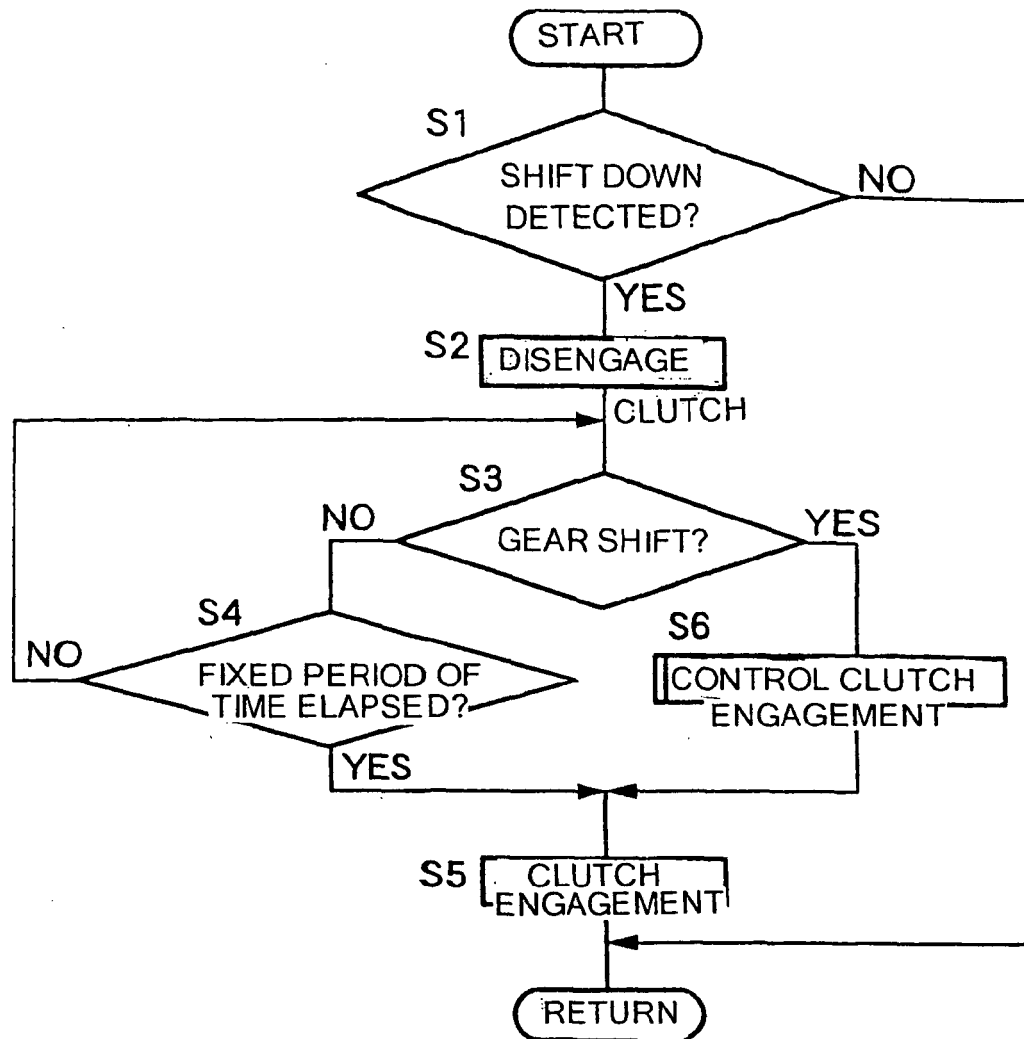 START
S1
SHIFT DOWN
DETECTED?
NO
YES
S2
DISENGAGE
CLUTCH
S3
NO
GEAR SHIFT?
YES
S4
NO
FIXED PERIOD OF
TIME ELAPSED?
YES
S6
CONTROL CLUTCH
ENGAGEMENT
S5
CLUTCH
ENGAGEMENT
RETURN